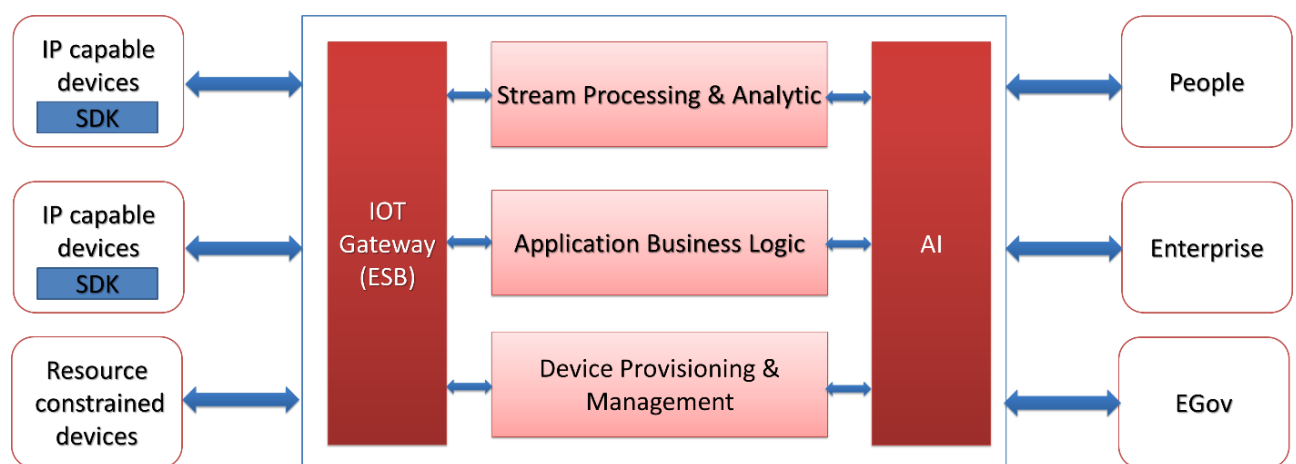 IP capable
devices
SDK
IP capable
devices
SDK
Resource
constrained
devices
IOT
Gateway
(ESB)
Stream Processing & Analytic
Application Business Logic
Device Provisioning &
Management
AI
People
Enterprise
EGov